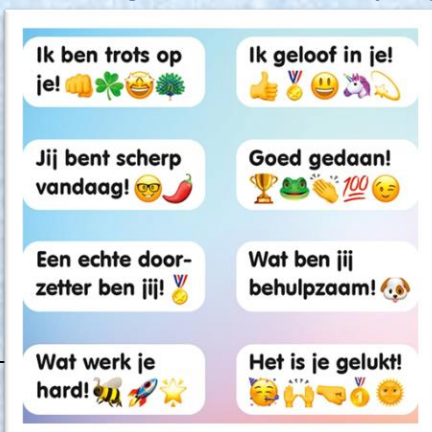 Ik ben trots op
je! 👊☘️🤩🦚
Ik geloof in je!
👍🏅😃🦄💫
Jij bent scherp
vandaag! 🤓🌶️
Goed gedaan!
🏆🐸👏💯😉
Een echte door-
zetter ben jij! 🏅
Wat ben jij
behulpzaam! 🐶
Wat werk je
hard! 🐝🚀🌟
Het is je gelukt!
🥳🙌🤜🥇🌞